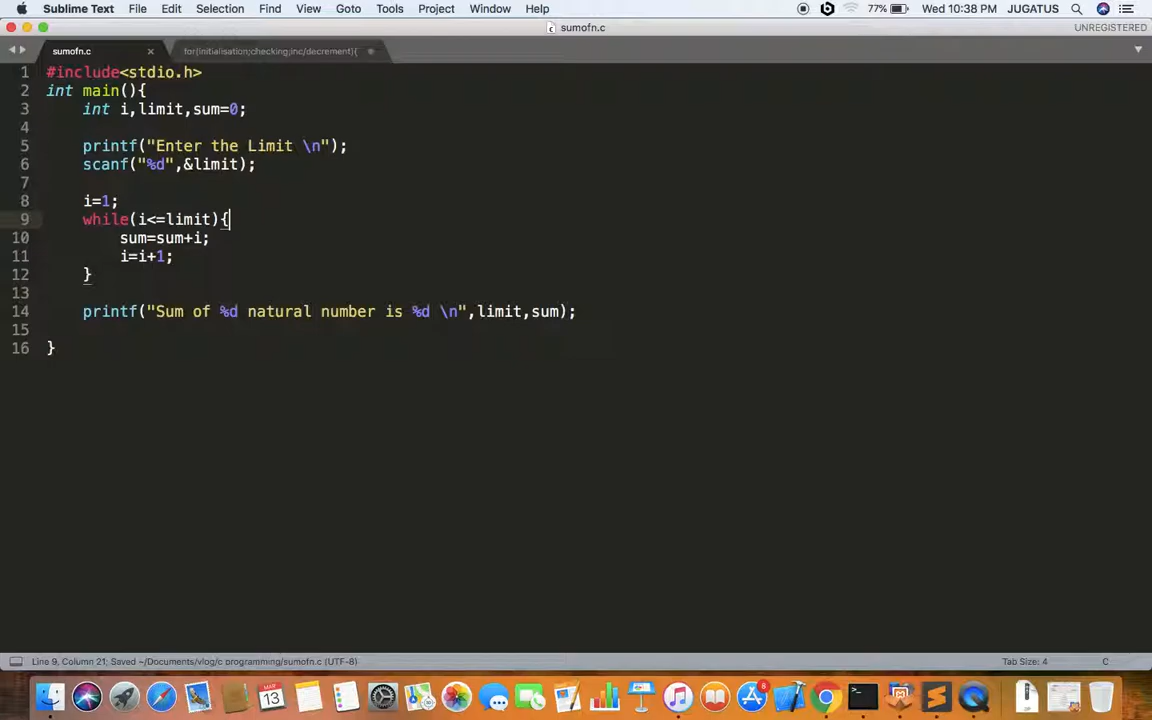 Sublime Text File Edit Selection Find View Goto Tools Project Window Help 77% Wed 10:38 PM JUGATUS
sumofn.c UNREGISTERED
sumofn.c × for(initialisation;checking;inc/decrement){
1 #include<stdio.h>
2 int main(){
3 int i,limit,sum=0;
4
5 printf("Enter the Limit \n");
6 scanf("%d",&limit);
7
8 i=1;
9 while(i<=limit){
10 sum=sum+i;
11 i=i+1;
12 }
13
14 printf("Sum of %d natural number is %d \n",limit,sum);
15
16 }
Line 9, Column 21; Saved ~/Documents/vlog/c programming/sumofn.c (UTF-8) Tab Size: 4 C
MAR
13
6